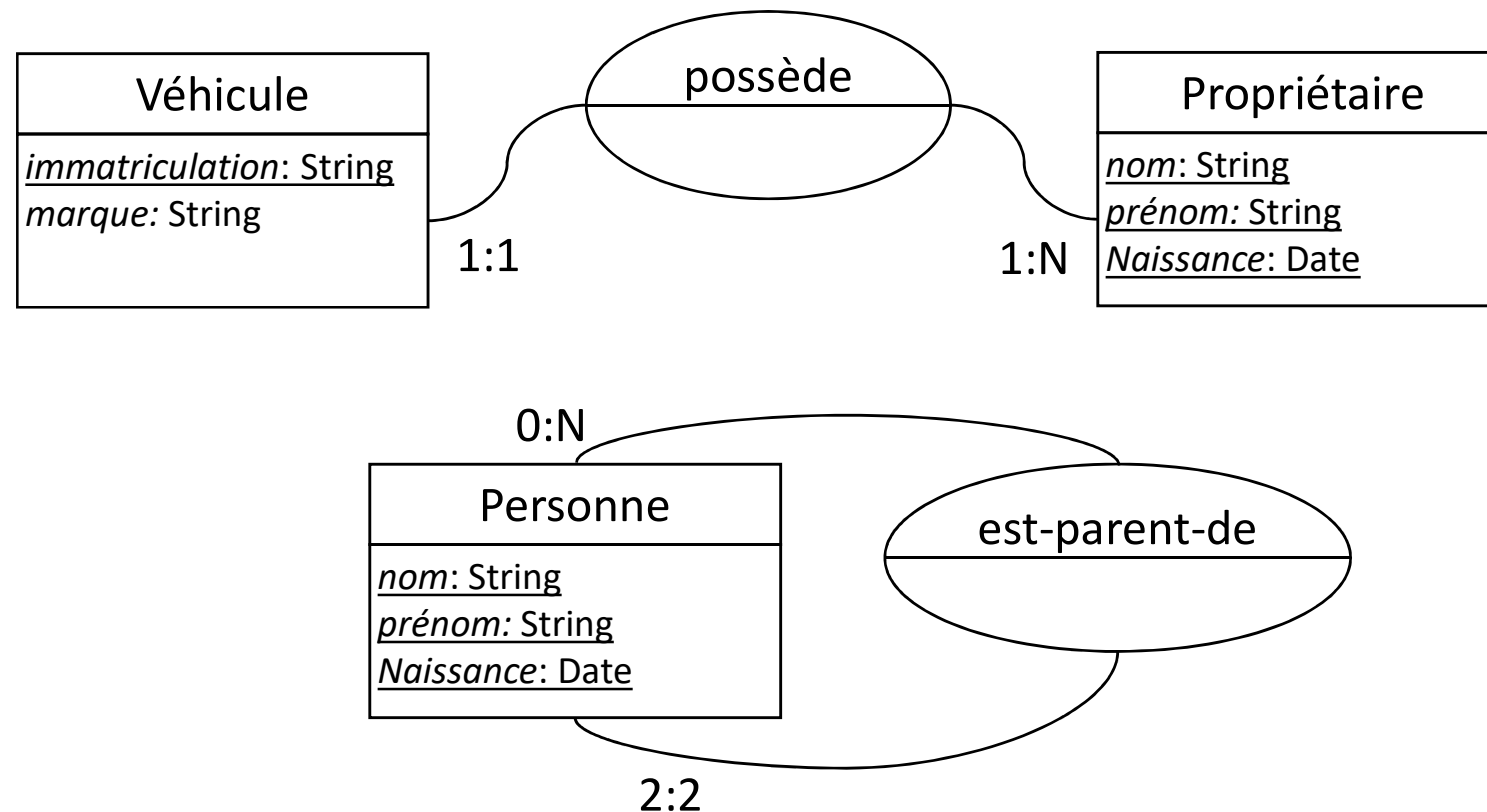 Véhicule
immatriculation: String
marque: String
1:1
possède
1:N
Propriétaire
nom: String
prénom: String
Naissance: Date
0:N
Personne
nom: String
prénom: String
Naissance: Date
est-parent-de
2:2